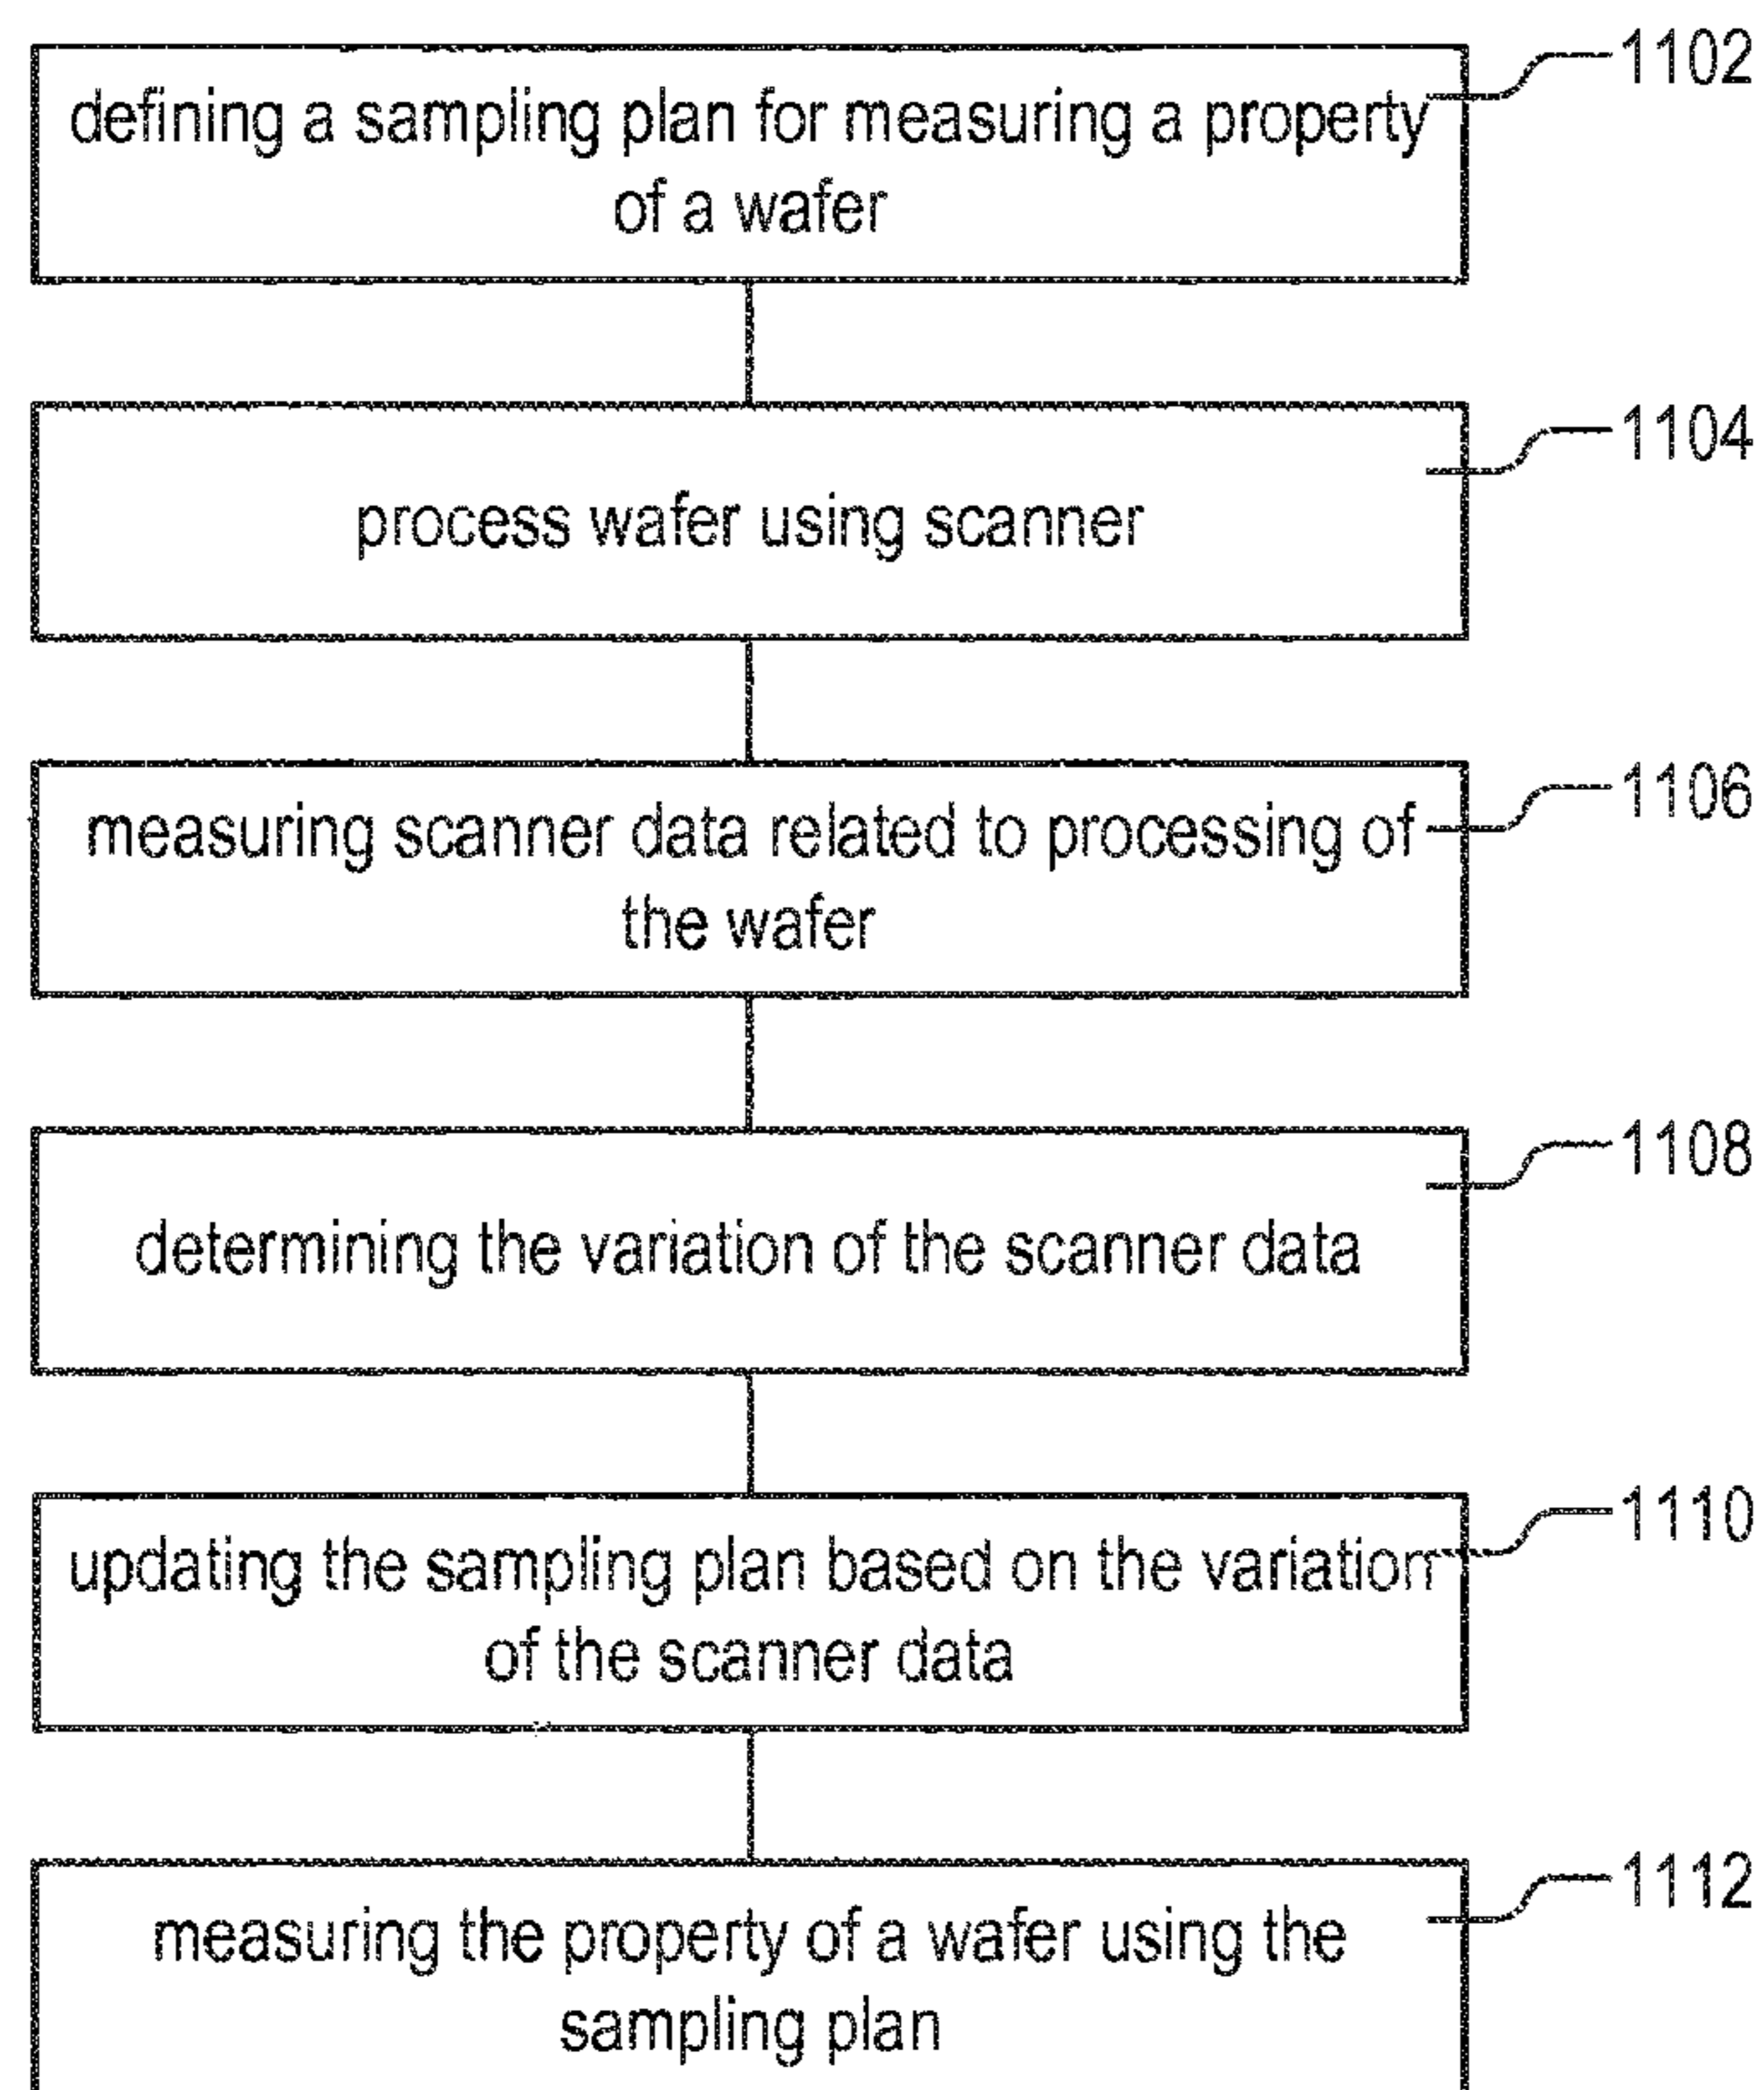 1102
defining a sampling plan for measuring a property
of a wafer
1104
process wafer using scanner
1106
measuring scanner data related to processing of
the wafer
1108
determining the variation of the scanner data
1110
updating the sampling plan based on the variation
of the scanner data
1112
measuring the property of a wafer using the
sampling plan